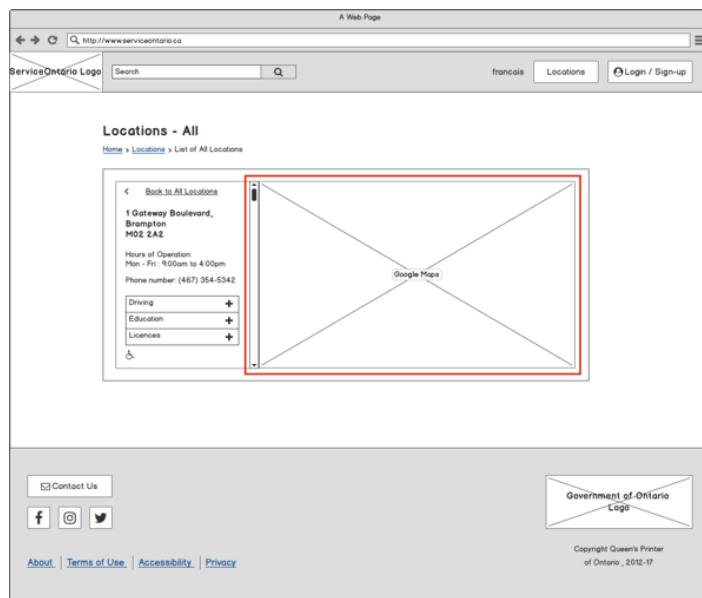 A Web Page
http://www.serviceontario.ca
ServiceOntario Logo
Search
francais
Locations
Login / Sign-up
Locations - All
Home > Locations > List of All Locations
< Back to All Locations
1 Gateway Boulevard,
Brampton
M02 2A2
Hours of Operation:
Mon - Fri : 9:00am to 4:00pm
Phone number: (467) 354-5342
Driving +
Education +
Licences +
Google Maps
Contact Us
Government of Ontario
Logo
About | Terms of Use | Accessibility | Privacy
Copyright Queen's Printer
of Ontario , 2012-17